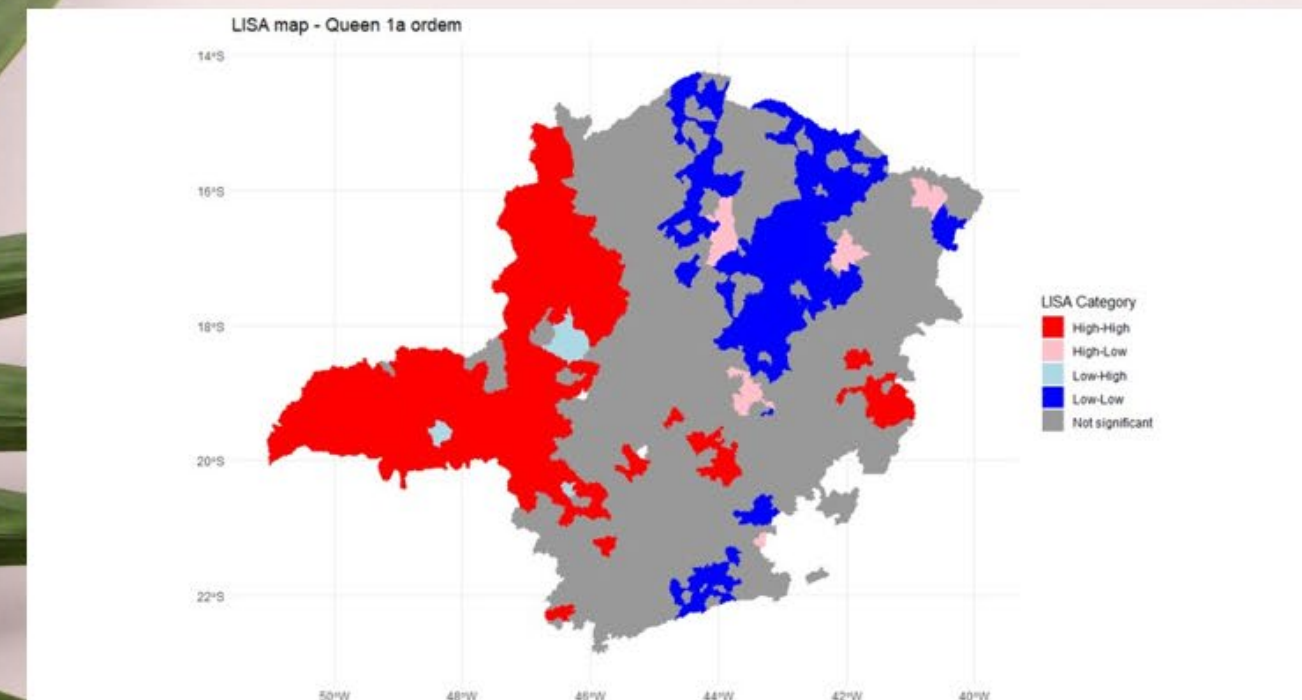 LISA map - Queen 1a ordem
14°S
16°S
18°S
20°S
22°S
50°W
48°W
46°W
44°W
42°W
40°W
LISA Category
High-High
High-Low
Low-High
Low-Low
Not significant